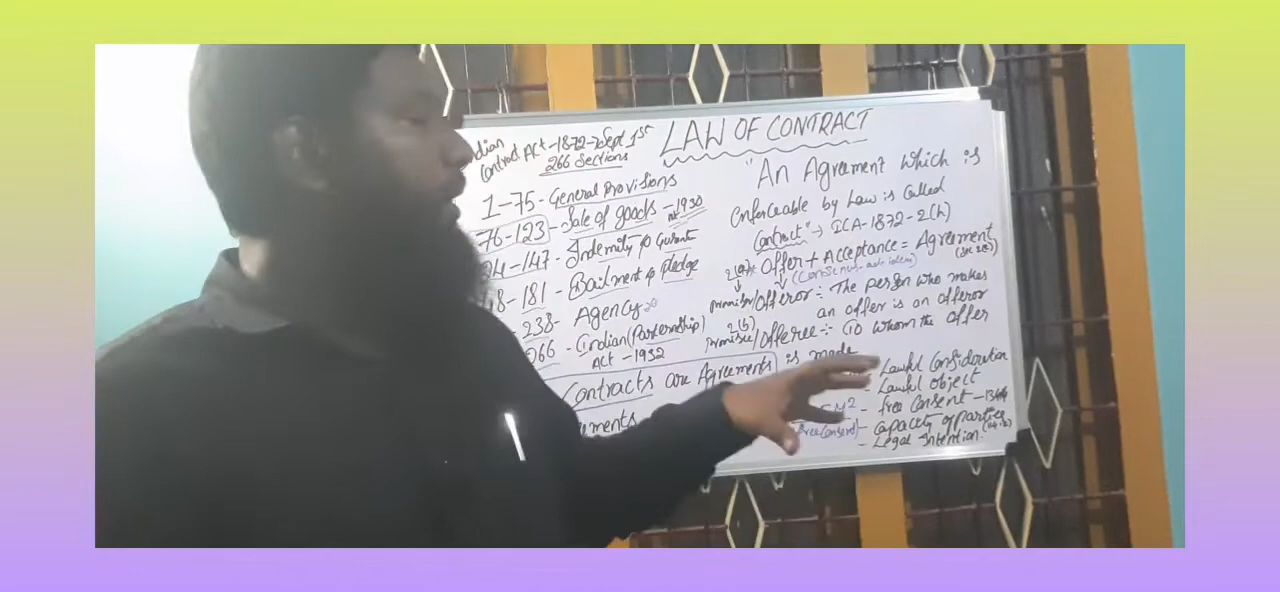 LAW OF CONTRACT
Contract Act - 1872 → Sept 1st
266 Sections
1-75 - General Provisions
76-123 - Sale of goods - 1930
-147 - Indemnity &
-181 - Bailment & Pledge
238 - Agency
266 - Indian (Partnership)
Act - 1932
Contracts are Agreements
"An Agreement which is
Enforceable by Law is Called
Contract" → ICA-1872-2(h)
Offer + Acceptance = Agreement
2(a)
Offeror :- The person who makes
an offer is an offeror
2(b)
/Offeree :- To whom the offer
is made
- Lawful Consideration
- Lawful object
- free Consent -
- Capacity of parties
- Legal Intention.